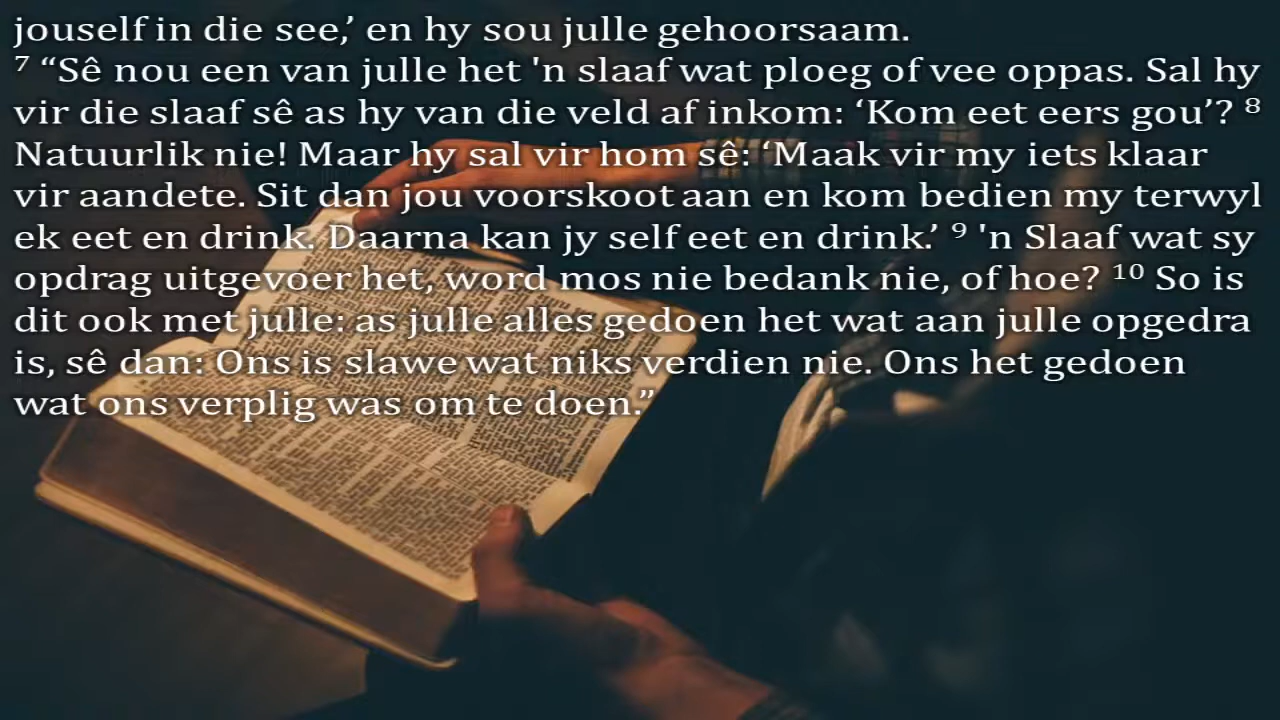 jouself in die see,’ en hy sou julle gehoorsaam.
⁷ “Sê nou een van julle het 'n slaaf wat ploeg of vee oppas. Sal hy
vir die slaaf sê as hy van die veld af inkom: ‘Kom eet eers gou’? ⁸
Natuurlik nie! Maar hy sal vir hom sê: ‘Maak vir my iets klaar
vir aandete. Sit dan jou voorskoot aan en kom bedien my terwyl
ek eet en drink. Daarna kan jy self eet en drink.’ ⁹ 'n Slaaf wat sy
opdrag uitgevoer het, word mos nie bedank nie, of hoe? ¹⁰ So is
dit ook met julle: as julle alles gedoen het wat aan julle opgedra
is, sê dan: Ons is slawe wat niks verdien nie. Ons het gedoen
wat ons verplig was om te doen.”